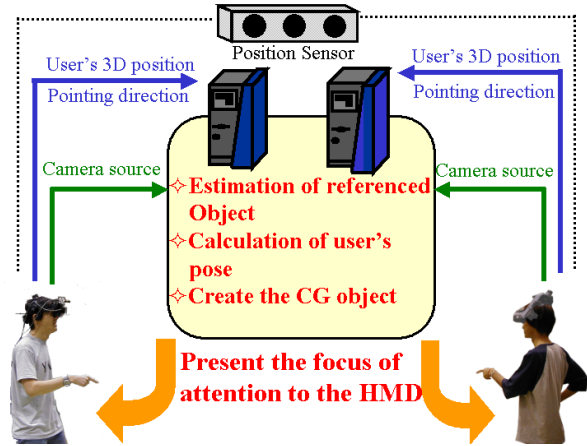 Position Sensor
User's 3D position
Pointing direction
User's 3D position
Pointing direction
Camera source
Camera source
✧Estimation of referenced
Object
✧Calculation of user's
pose
✧Create the CG object
Present the focus of
attention to the HMD